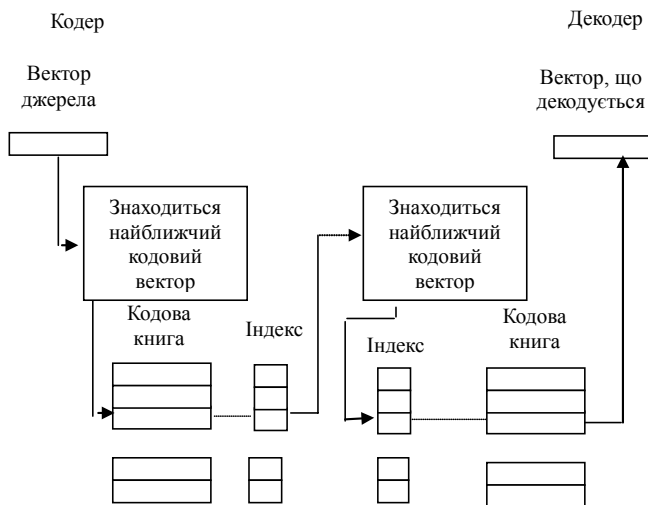 Кодер
Декодер
Вектор
джерела
Вектор, що
декодується
Знаходиться
найближчий
кодовий
вектор
Знаходиться
найближчий
кодовий
вектор
Кодова
книга
Індекс
Індекс
Кодова
книга